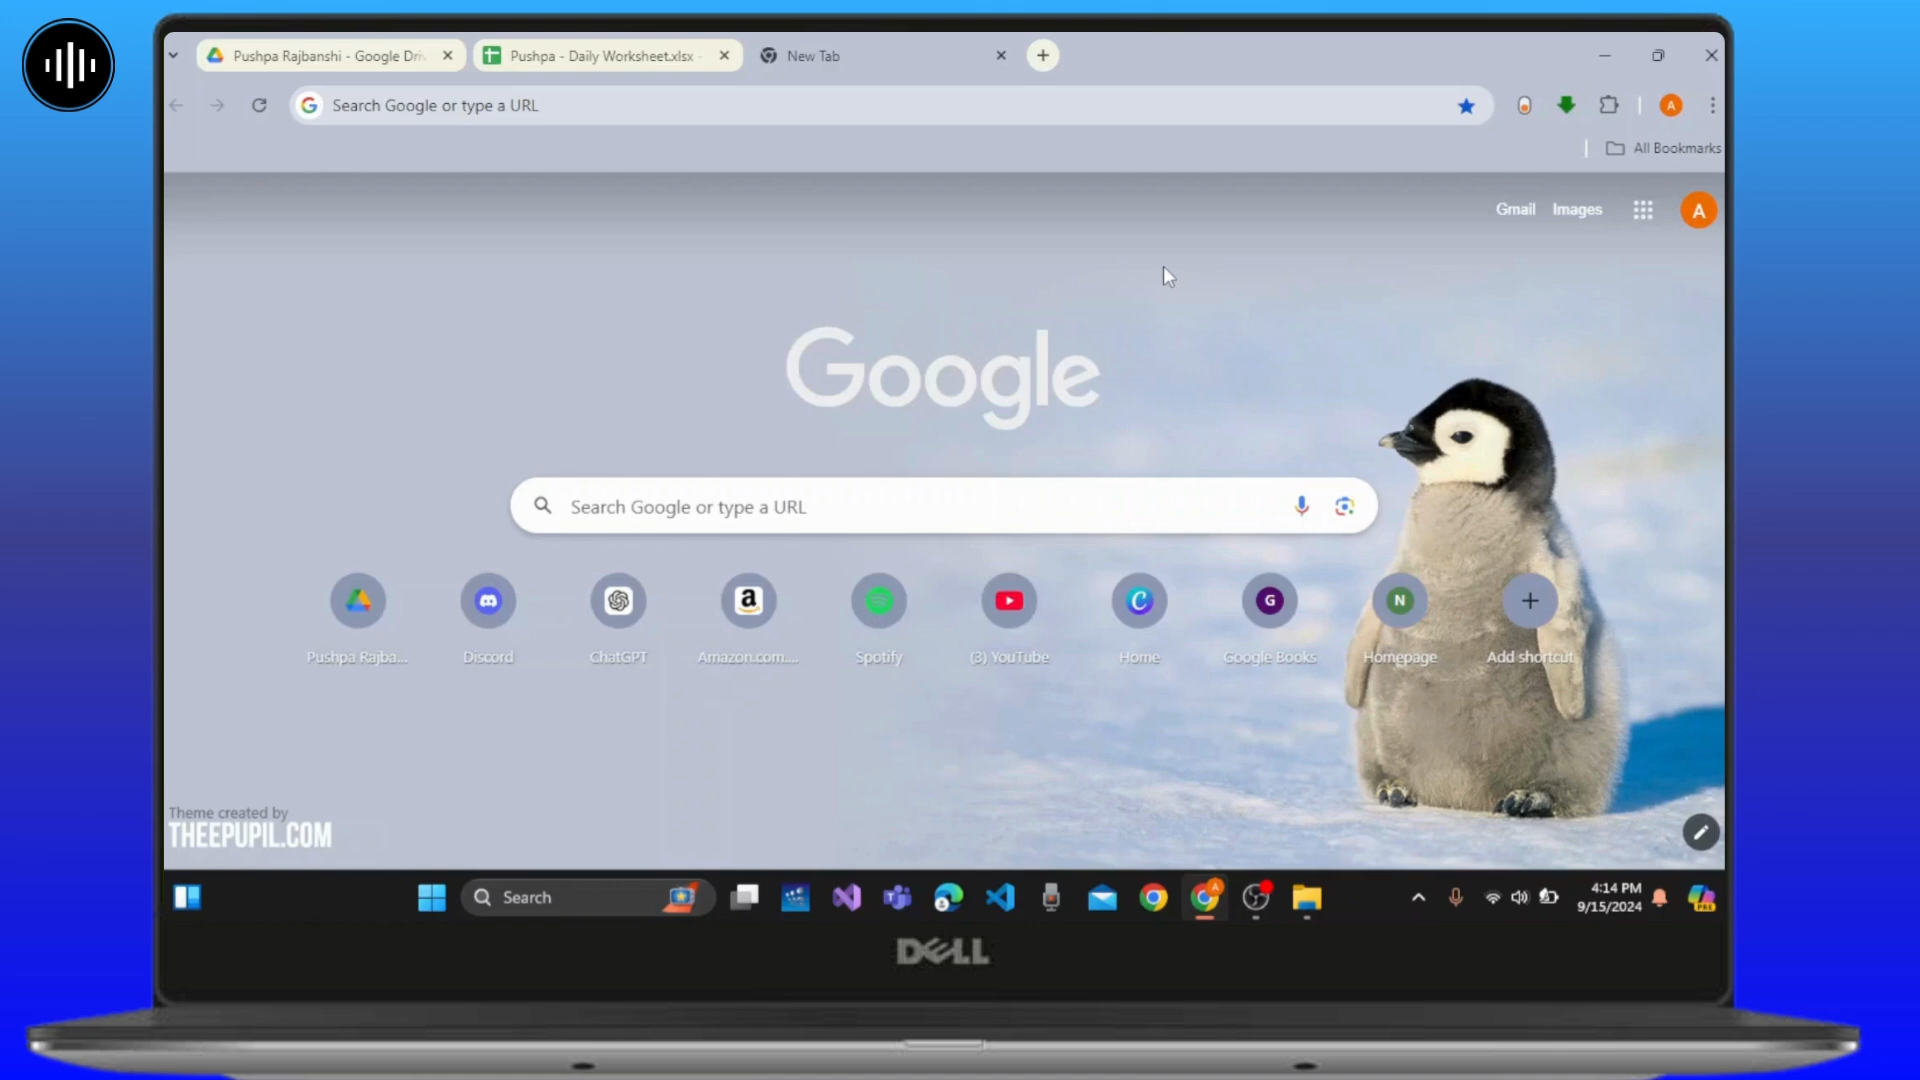 Pushpa Rajbanshi - Google Driv
Pushpa - Daily Worksheet.xlsx -
New Tab
Search Google or type a URL
A
All Bookmarks
Gmail
Images
A
Google
Search Google or type a URL
Pushpa Rajba...
Discord
ChatGPT
Amazon.com....
Spotify
(3) YouTube
Home
Google Books
Homepage
Add shortcut
Theme created by
THEEPUPIL.COM
Search
4:14 PM
9/15/2024
DELL